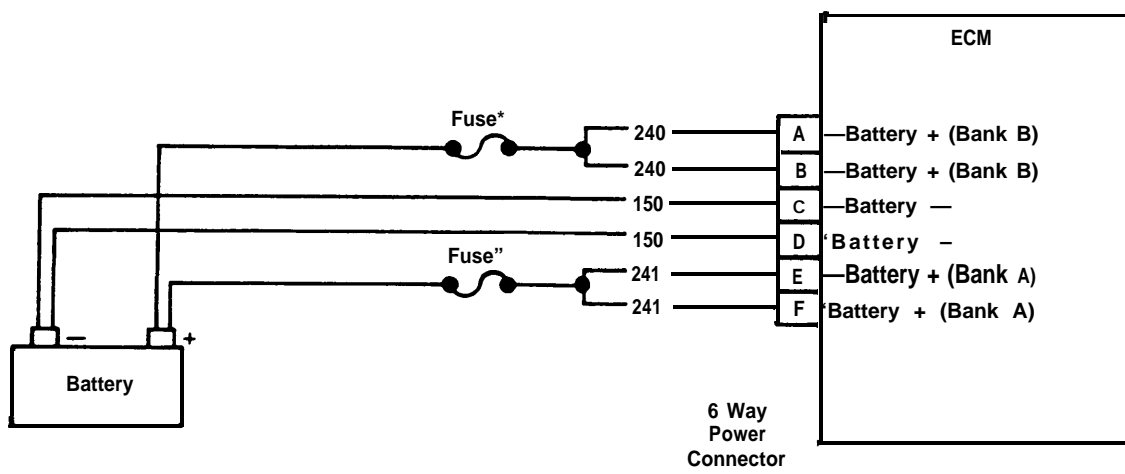 ECM
Fuse*
240 A —Battery + (Bank B)
240 B —Battery + (Bank B)
150 C —Battery —
150 D ‘Battery –
Fuse”
241 E —Battery + (Bank A)
241 F ‘Battery + (Bank A)
— +
Battery
6 Way
Power
Connector